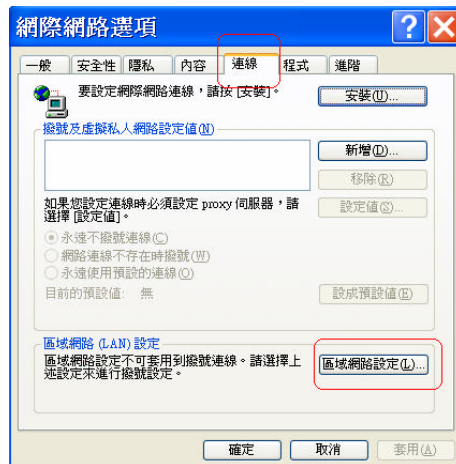 網際網路選項
一般 安全性 隱私 內容 連線 程式 進階
要設定網際網路連線，請按 [安裝]。
安裝(U)...
撥號及虛擬私人網路設定值(N)
新增(D)...
移除(R)
如果您設定連線時必須設定 proxy 伺服器，請
選擇 [設定值]。
設定值(S)...
永遠不撥號連線(C)
網路連線不存在時撥號(W)
永遠使用預設的連線(O)
目前的預設值: 無
設成預設值(E)
區域網路 (LAN) 設定
區域網路設定不可套用到撥號連線。請選擇上
述設定來進行撥號設定。
區域網路設定(L)...
確定 取消 套用(A)